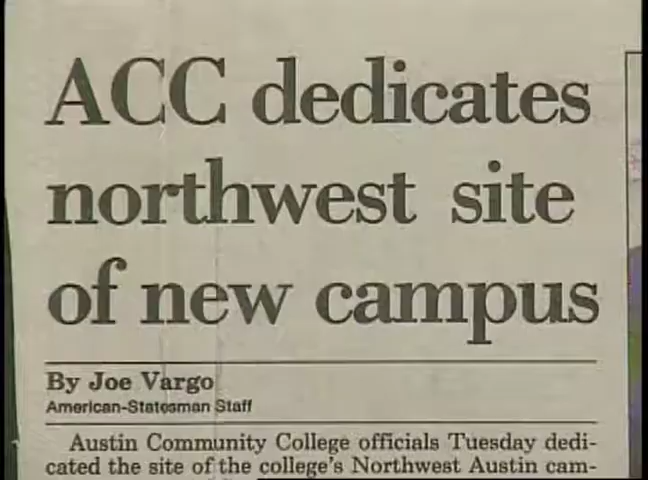 ACC dedicates
northwest site
of new campus
By Joe Vargo
American-Statesman Staff
Austin Community College officials Tuesday dedi-
cated the site of the college's Northwest Austin cam-